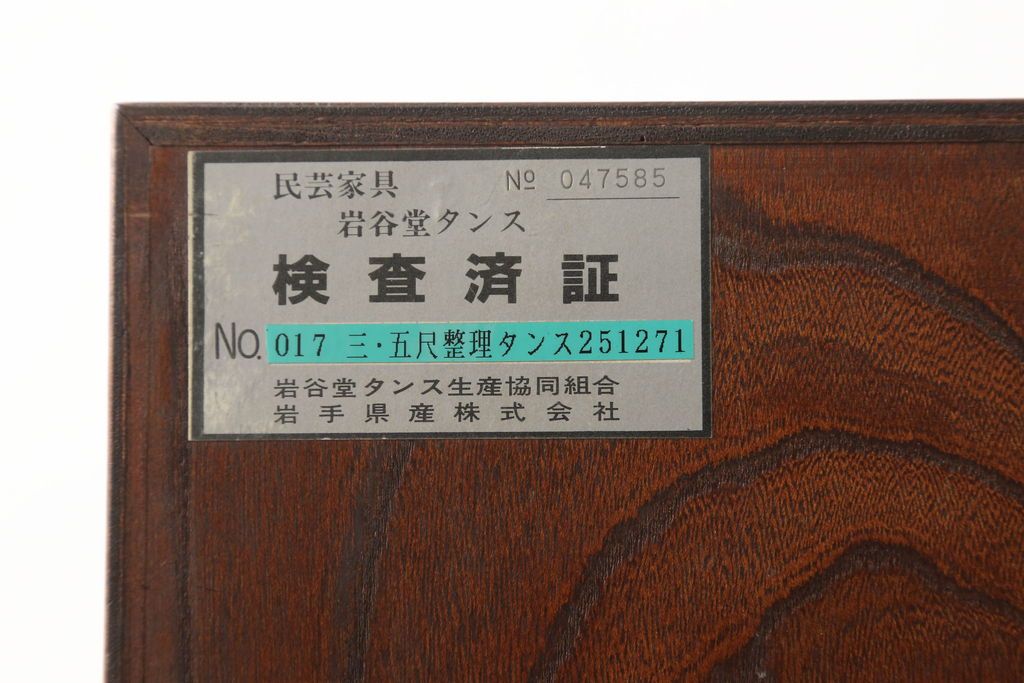 民芸家具 № 047585
岩谷堂タンス
検査済証
No. 017 三・五尺整理タンス251271
岩谷堂タンス生産協同組合
岩手県産株式会社